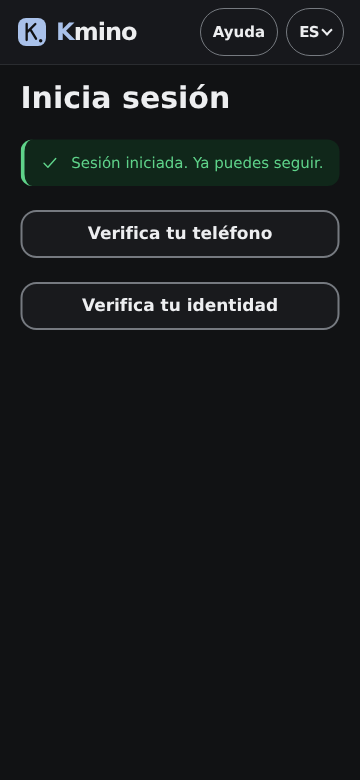 K. Kmino
Ayuda
ES
Inicia sesión
Sesión iniciada. Ya puedes seguir.
Verifica tu teléfono
Verifica tu identidad